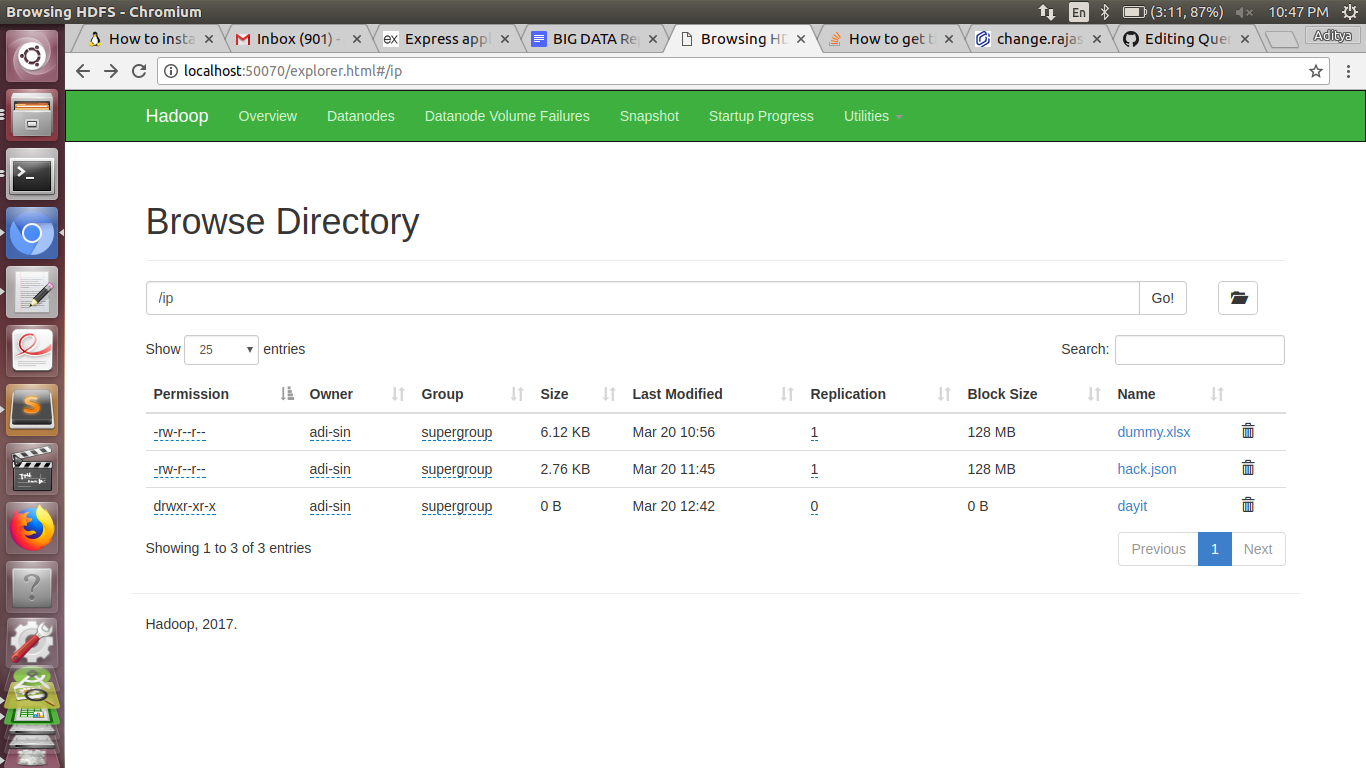 Browsing HDFS - Chromium En (3:11, 87%) 10:47 PM
How to insta Inbox (901) - Express appl BIG DATA Re Browsing HD How to get t change.rajas Editing Quer Aditya
localhost:50070/explorer.html#/ip
Hadoop Overview Datanodes Datanode Volume Failures Snapshot Startup Progress Utilities
Browse Directory
/ip Go!
Show 25 entries Search:
Permission Owner Group Size Last Modified Replication Block Size Name
-rw-r--r-- adi-sin supergroup 6.12 KB Mar 20 10:56 1 128 MB dummy.xlsx
-rw-r--r-- adi-sin supergroup 2.76 KB Mar 20 11:45 1 128 MB hack.json
drwxr-xr-x adi-sin supergroup 0 B Mar 20 12:42 0 0 B dayit
Showing 1 to 3 of 3 entries Previous 1 Next
Hadoop, 2017.